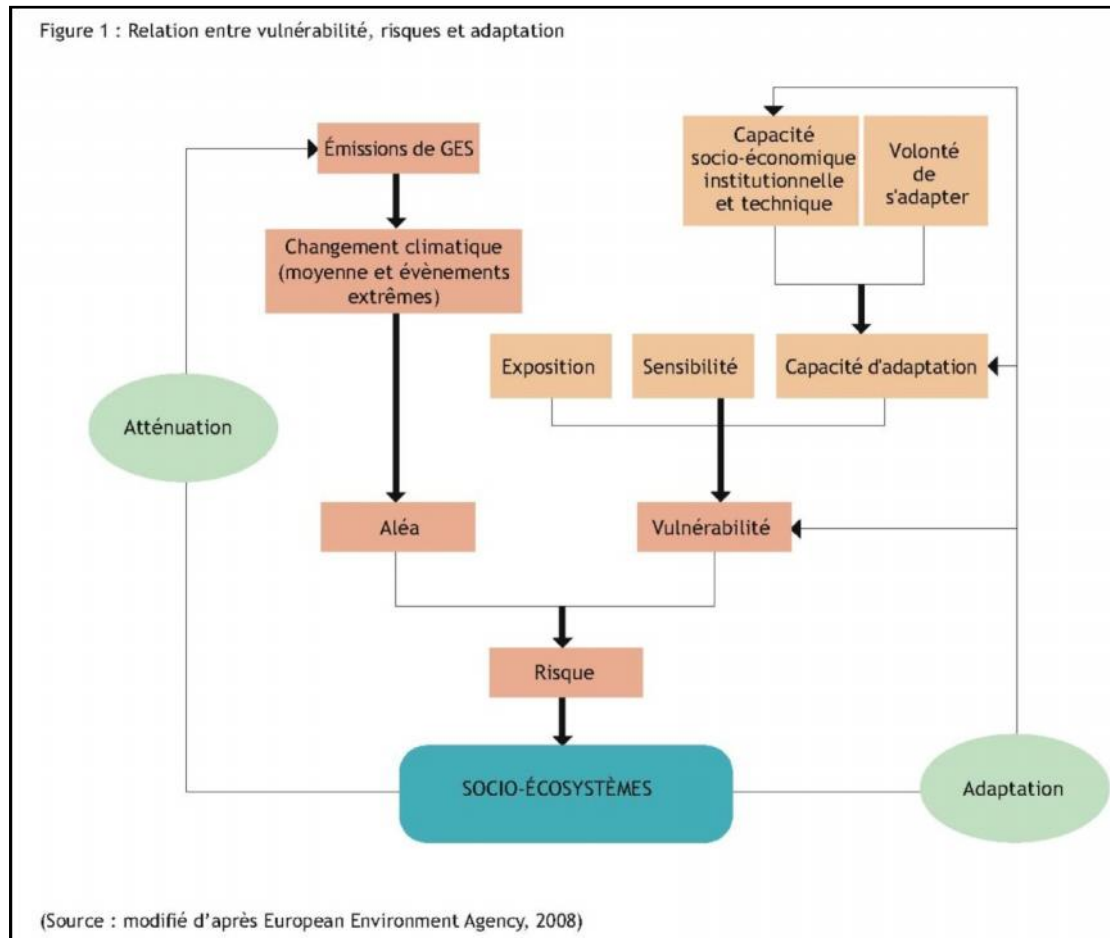 Figure 1 : Relation entre vulnérabilité, risques et adaptation
Émissions de GES
Capacité
socio-économique
institutionnelle
et technique
Volonté
de
s'adapter
Changement climatique
(moyenne et évènements
extrêmes)
Exposition
Sensibilité
Capacité d'adaptation
Atténuation
Aléa
Vulnérabilité
Risque
SOCIO-ÉCOSYSTÈMES
Adaptation
(Source : modifié d'après European Environment Agency, 2008)